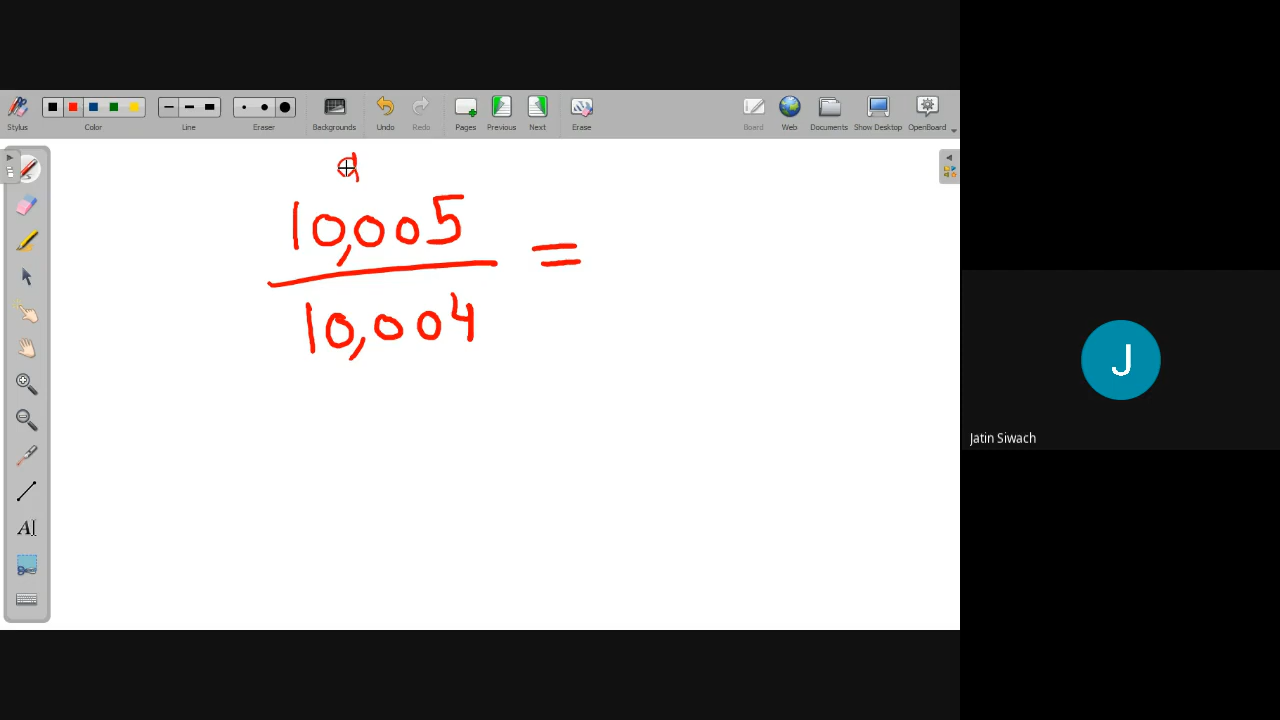 Stylus
Color
Line
Eraser
Backgrounds
Undo
Redo
Pages
Previous
Next
Erase
Board
Web
Documents
Show Desktop
OpenBoard
10,005
=
10,004
A
J
Jatin Siwach